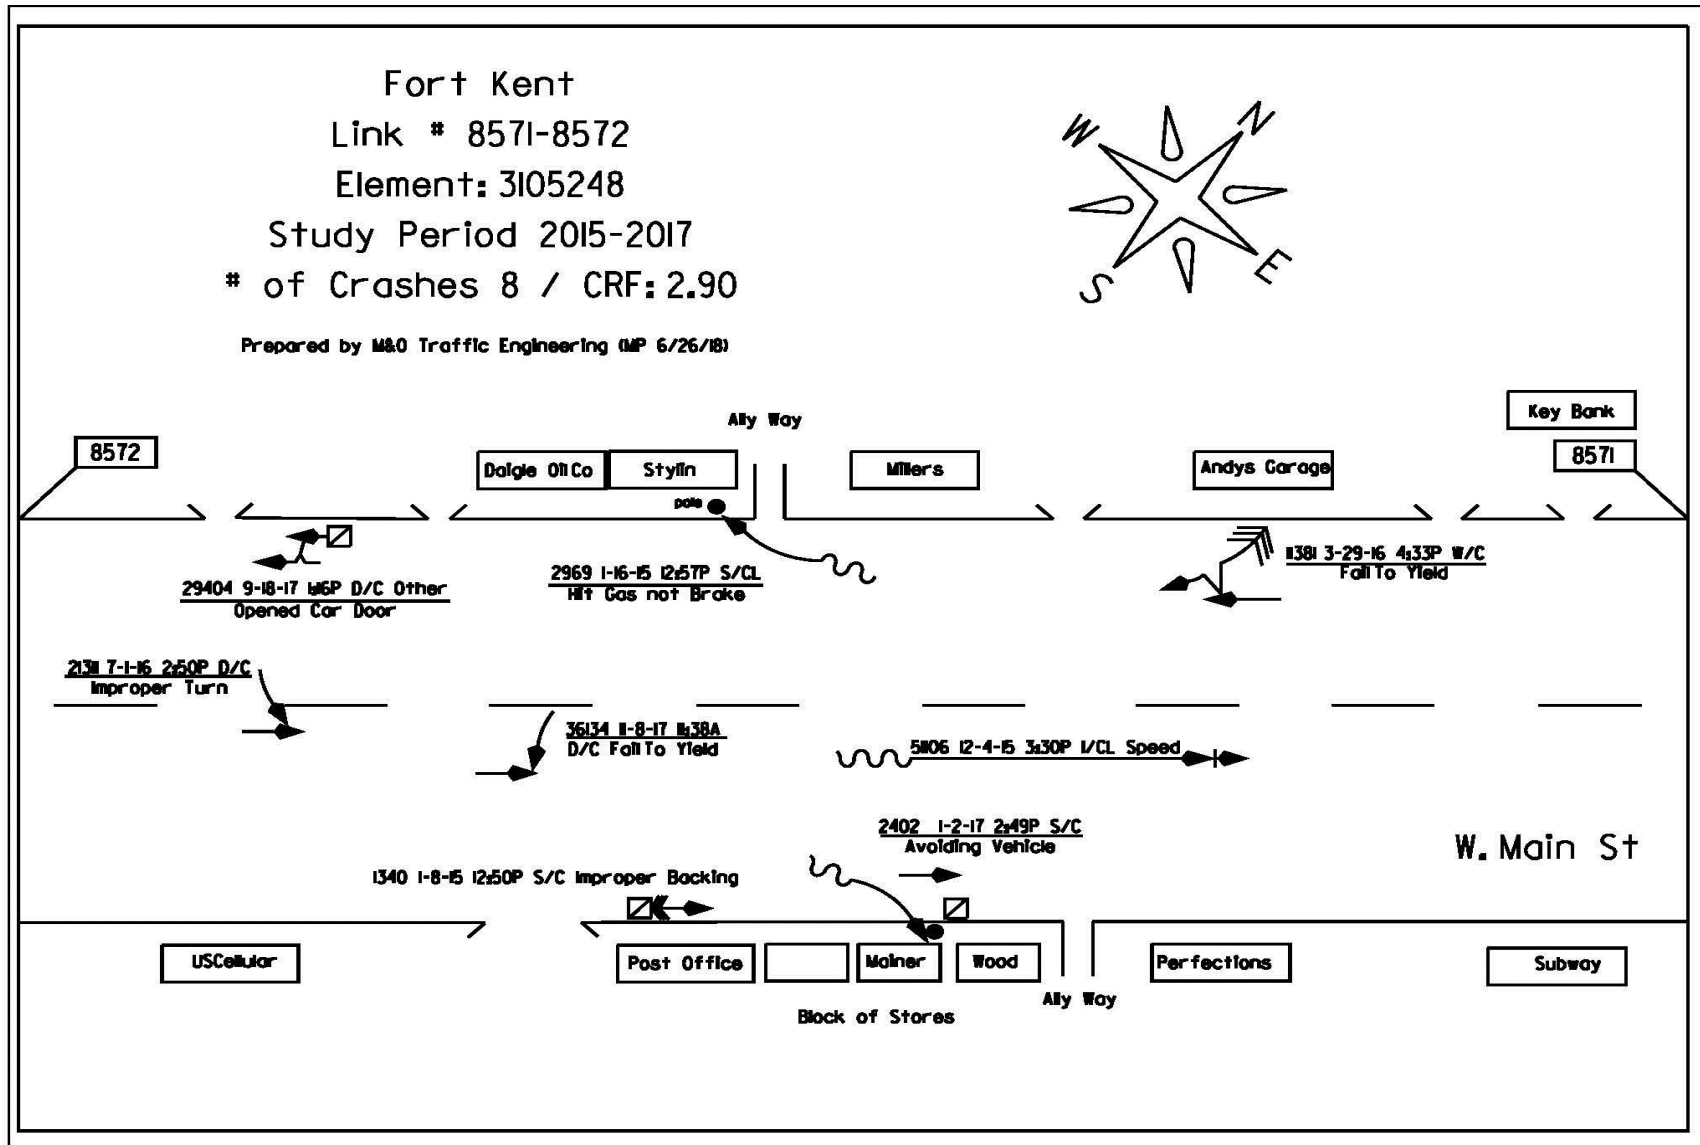 Fort Kent
Link # 8571-8572
Element: 3105248
Study Period 2015-2017
# of Crashes 8 / CRF: 2.90
Prepared by M&O Traffic Engineering (MP 6/26/18)
W
N
S
E
Key Bank
Ally Way
8572
Daigle Oil Co
Stylin
Millers
Andys Garage
8571
pole
29404 9-18-17 D/C Other
Opened Car Door
2969 1-16-15 12:57P S/CL
Hit Gas not Brake
11381 3-29-16 4:33P W/C
Fail To Yield
7-1-16 2:50P D/C
Improper Turn
36134 11-8-17 11:38A
D/C Fail To Yield
51106 12-4-15 3:30P I/CL Speed
2402 1-2-17 2:49P S/C
Avoiding Vehicle
W. Main St
1340 1-8-15 12:50P S/C Improper Backing
USCellular
Post Office
Mainer
Wood
Perfections
Subway
Ally Way
Block of Stores